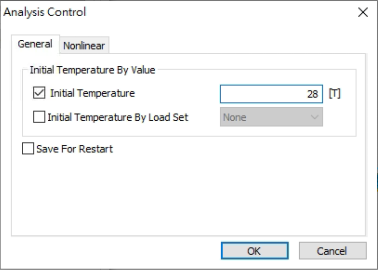 Analysis Control
General Nonlinear
Initial Temperature By Value
Initial Temperature 28 [T]
Initial Temperature By Load Set None
Save For Restart
OK Cancel